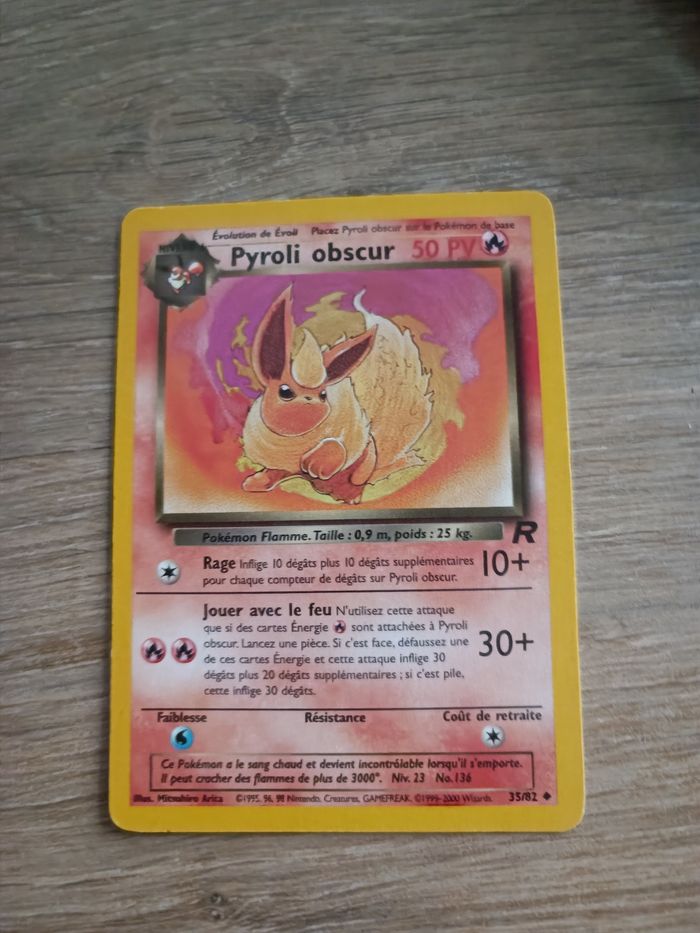 Évolution de Évoli Placez Pyroli obscur sur le Pokémon de base
Pyroli obscur 50 PV
Pokémon Flamme. Taille : 0,9 m, poids : 25 kg.
R
Rage Inflige 10 dégâts plus 10 dégâts supplémentaires
pour chaque compteur de dégâts sur Pyroli obscur.
10+
Jouer avec le feu N'utilisez cette attaque
que si des cartes Énergie sont attachées à Pyroli
obscur. Lancez une pièce. Si c'est face, défaussez une
de ces cartes Énergie et cette attaque inflige 30
dégâts plus 20 dégâts supplémentaires ; si c'est pile,
cette inflige 30 dégâts.
30+
Faiblesse Résistance Coût de retraite
Ce Pokémon a le sang chaud et devient incontrôlable lorsqu'il s'emporte.
Il peut cracher des flammes de plus de 3000°. Niv. 23 No. 136
Illus. Mitsuhiro Arita ©1995, 96, 98 Nintendo, Creatures, GAMEFREAK. ©1999-2000 Wizards. 35/82